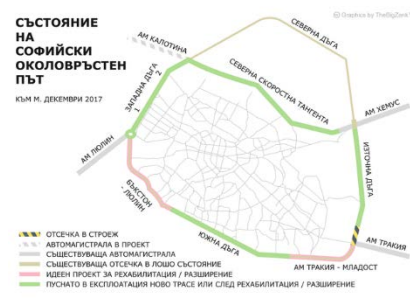 СЪСТОЯНИЕ
НА
СОФИЙСКИ
ОКОЛОВРЪСТЕН
ПЪТ
КЪМ М. ДЕКЕМВРИ 2017
© Graphics by TheBigZenit
СЕВЕРНА ДЪГА
АМ КАЛОТИНА
СЕВЕРНА СКОРОСТНА ТАНГЕНТА
ЗАПАДНА ДЪГА
2
1
АМ ХЕМУС
АМ ЛЮЛИН
ИЗТОЧНА ДЪГА
БЪКСТОН
- ЛЮЛИН
ЮЖНА ДЪГА
АМ ТРАКИЯ
АМ ТРАКИЯ - МЛАДОСТ
ОТСЕЧКА В СТРОЕЖ
АВТОМАГИСТРАЛА В ПРОЕКТ
СЪЩЕСТВУВАЩА АВТОМАГИСТРАЛА
СЪЩЕСТВУВАЩА ОТСЕЧКА В ЛОШО СЪСТОЯНИЕ
ИДЕЕН ПРОЕКТ ЗА РЕХАБИЛИТАЦИЯ / РАЗШИРЕНИЕ
ПУСНАТО В ЕКСПЛОАТАЦИЯ НОВО ТРАСЕ ИЛИ СЛЕД РЕХАБИЛИТАЦИЯ / РАЗШИРЕНИЕ